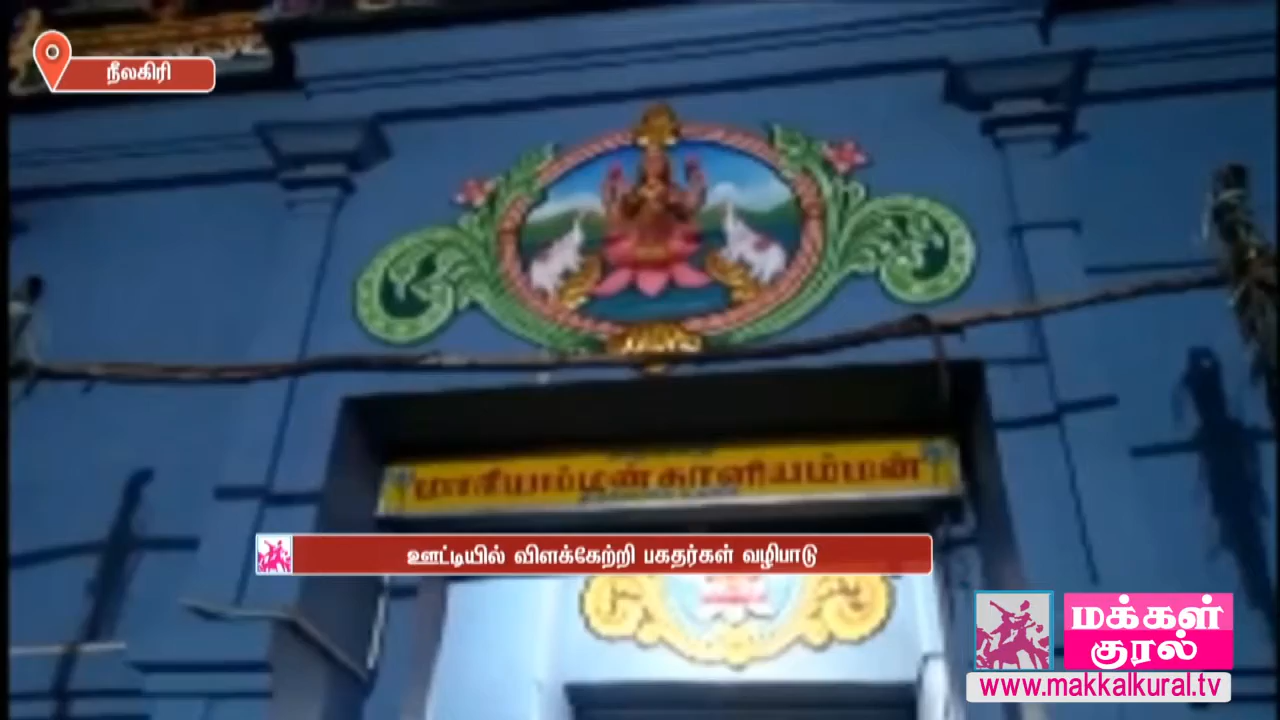 நீலகிரி
மாரியம்மன் காளியம்மன்
ஊட்டியில் விளக்கேற்றி பகதர்கள் வழிபாடு
மக்கள்
குரல்
www.makkalkural.tv